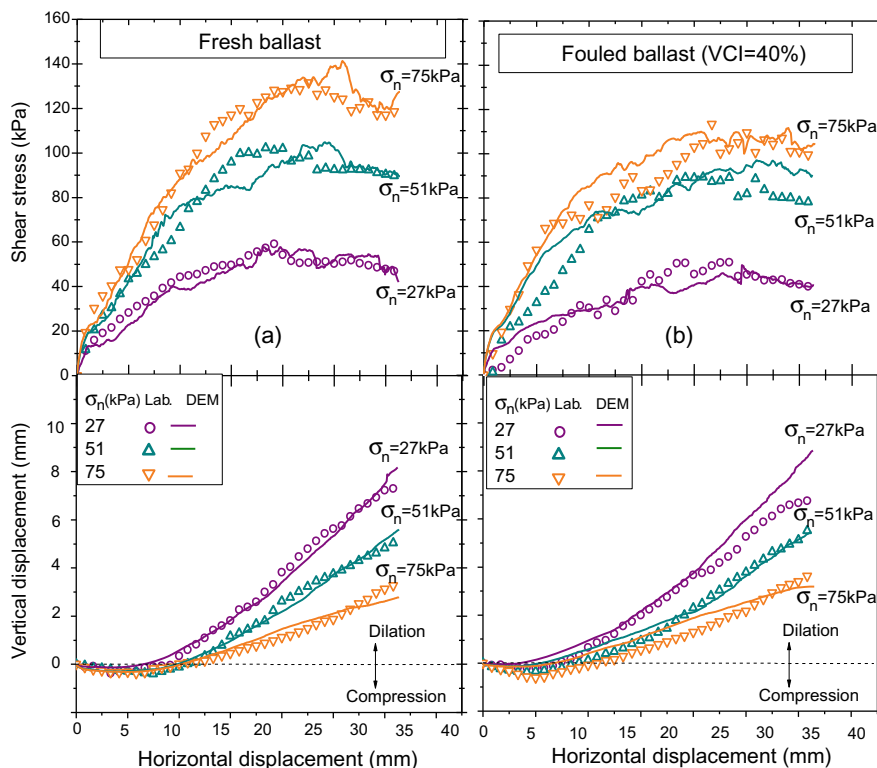 Fresh ballast
Fouled ballast (VCI=40%)
Shear stress (kPa)
160
140
120
100
80
60
40
20
0
σn=75kPa
σn=51kPa
σn=27kPa
(a)
σn=75kPa
σn=51kPa
σn=27kPa
(b)
Vertical displacement (mm)
10
8
6
4
2
0
σn(kPa) Lab. DEM
27
51
75
σn=27kPa
σn=51kPa
σn=75kPa
Dilation
Compression
σn(kPa) Lab. DEM
27
51
75
σn=27kPa
σn=51kPa
σn=75kPa
Dilation
Compression
0 5 10 15 20 25 30 35 40
0 5 10 15 20 25 30 35 40
Horizontal displacement (mm)
Horizontal displacement (mm)